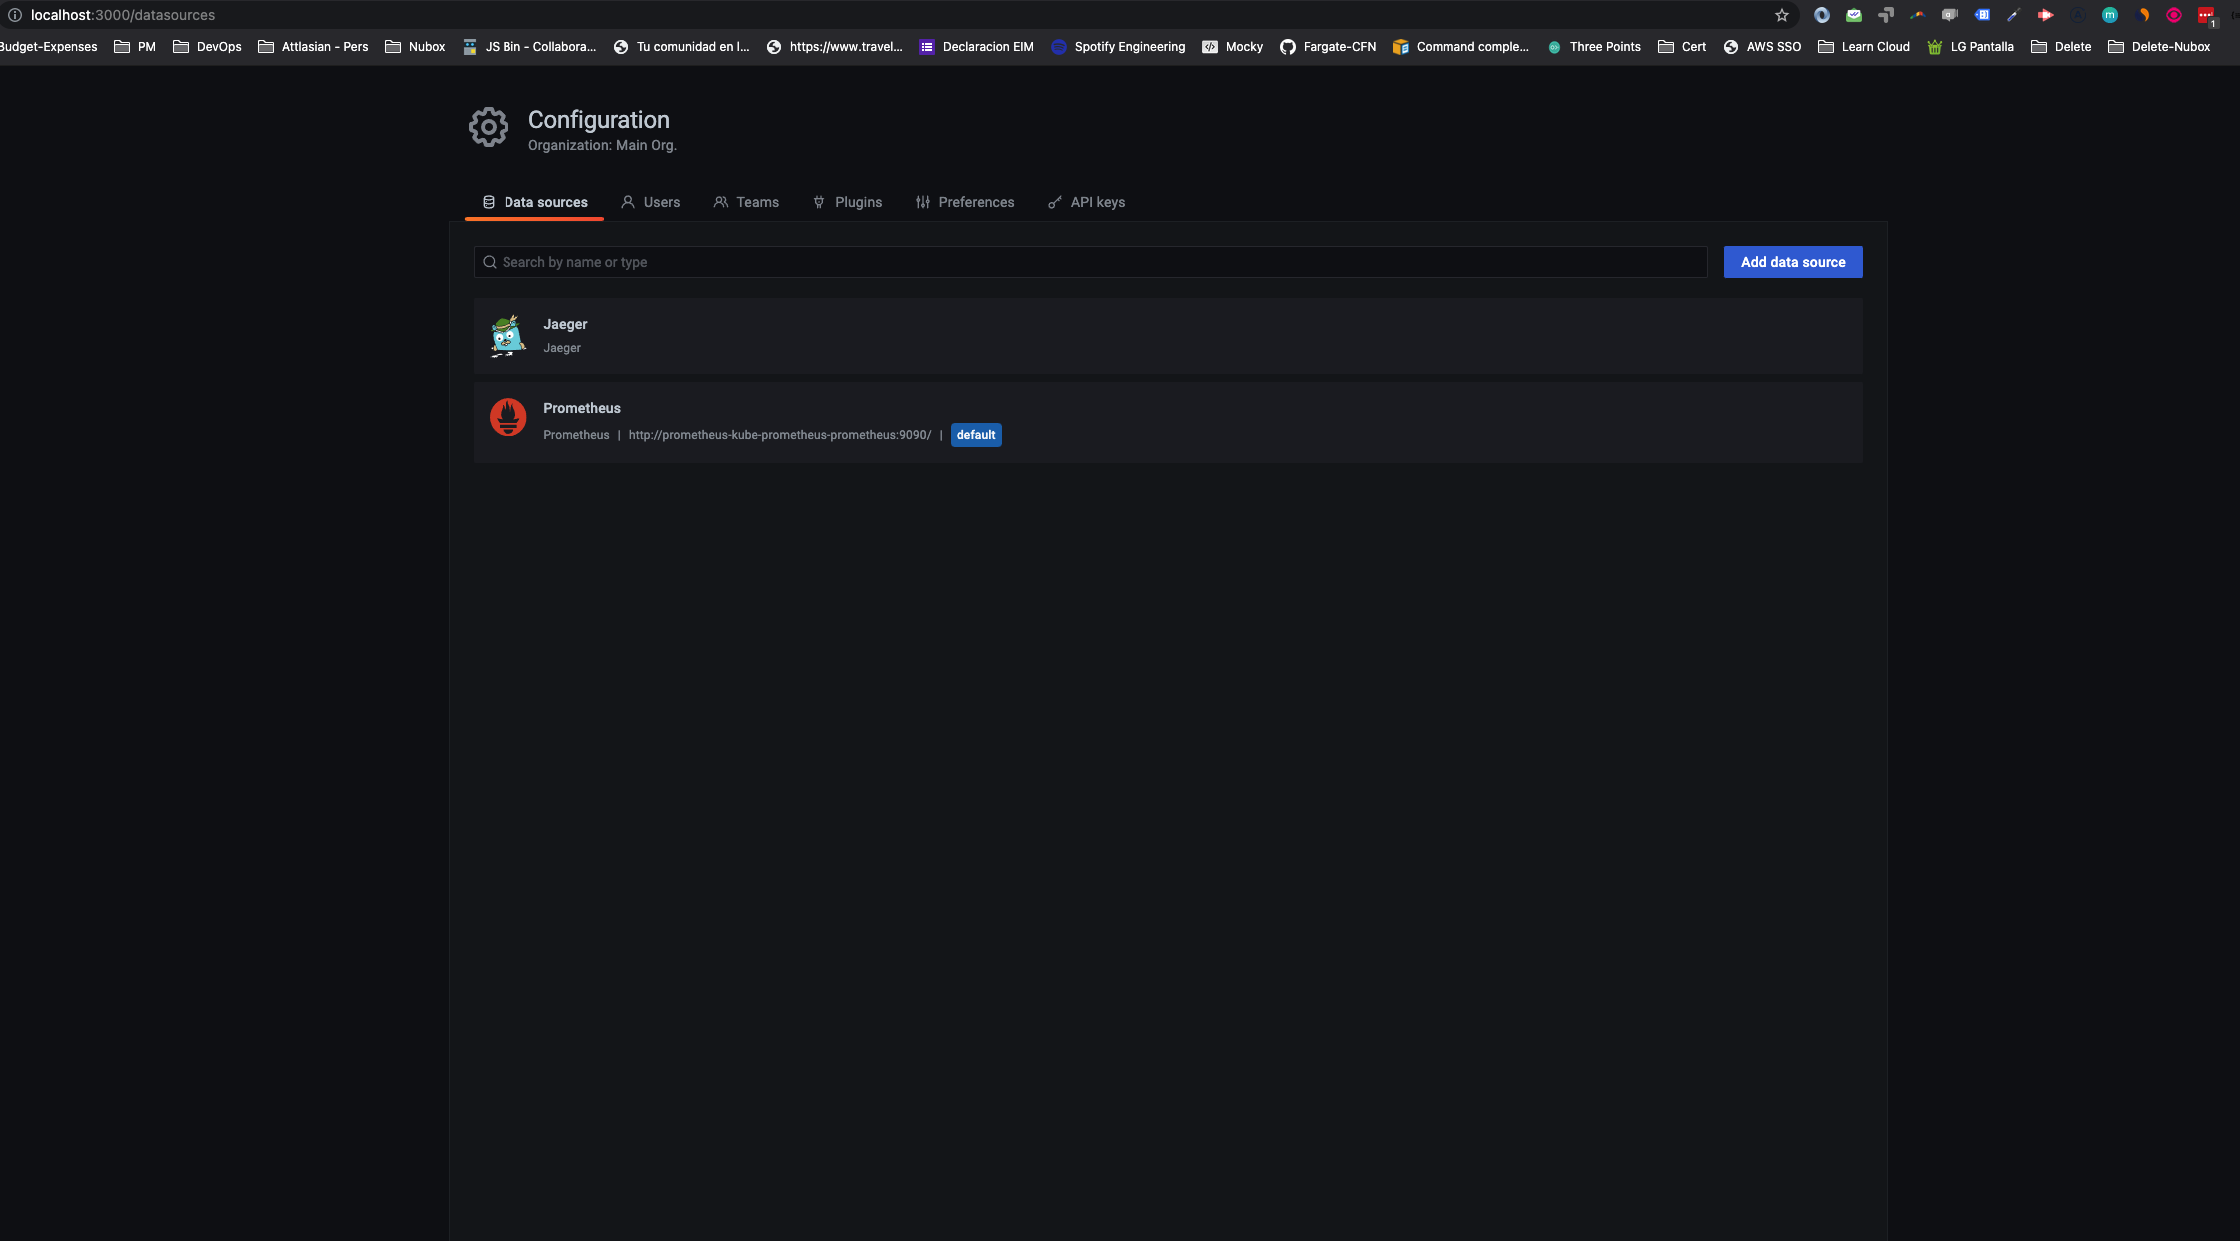 localhost:3000/datasources
Budget-Expenses PM DevOps Attlasian - Pers Nubox JS Bin - Collabora... Tu comunidad en l... https://www.travel... Declaracion EIM Spotify Engineering Mocky Fargate-CFN Command comple... Three Points Cert AWS SSO Learn Cloud LG Pantalla Delete Delete-Nubox
Configuration
Organization: Main Org.
Data sources Users Teams Plugins Preferences API keys
Search by name or type Add data source
Jaeger
Jaeger
Prometheus
Prometheus | http://prometheus-kube-prometheus-prometheus:9090/ | default